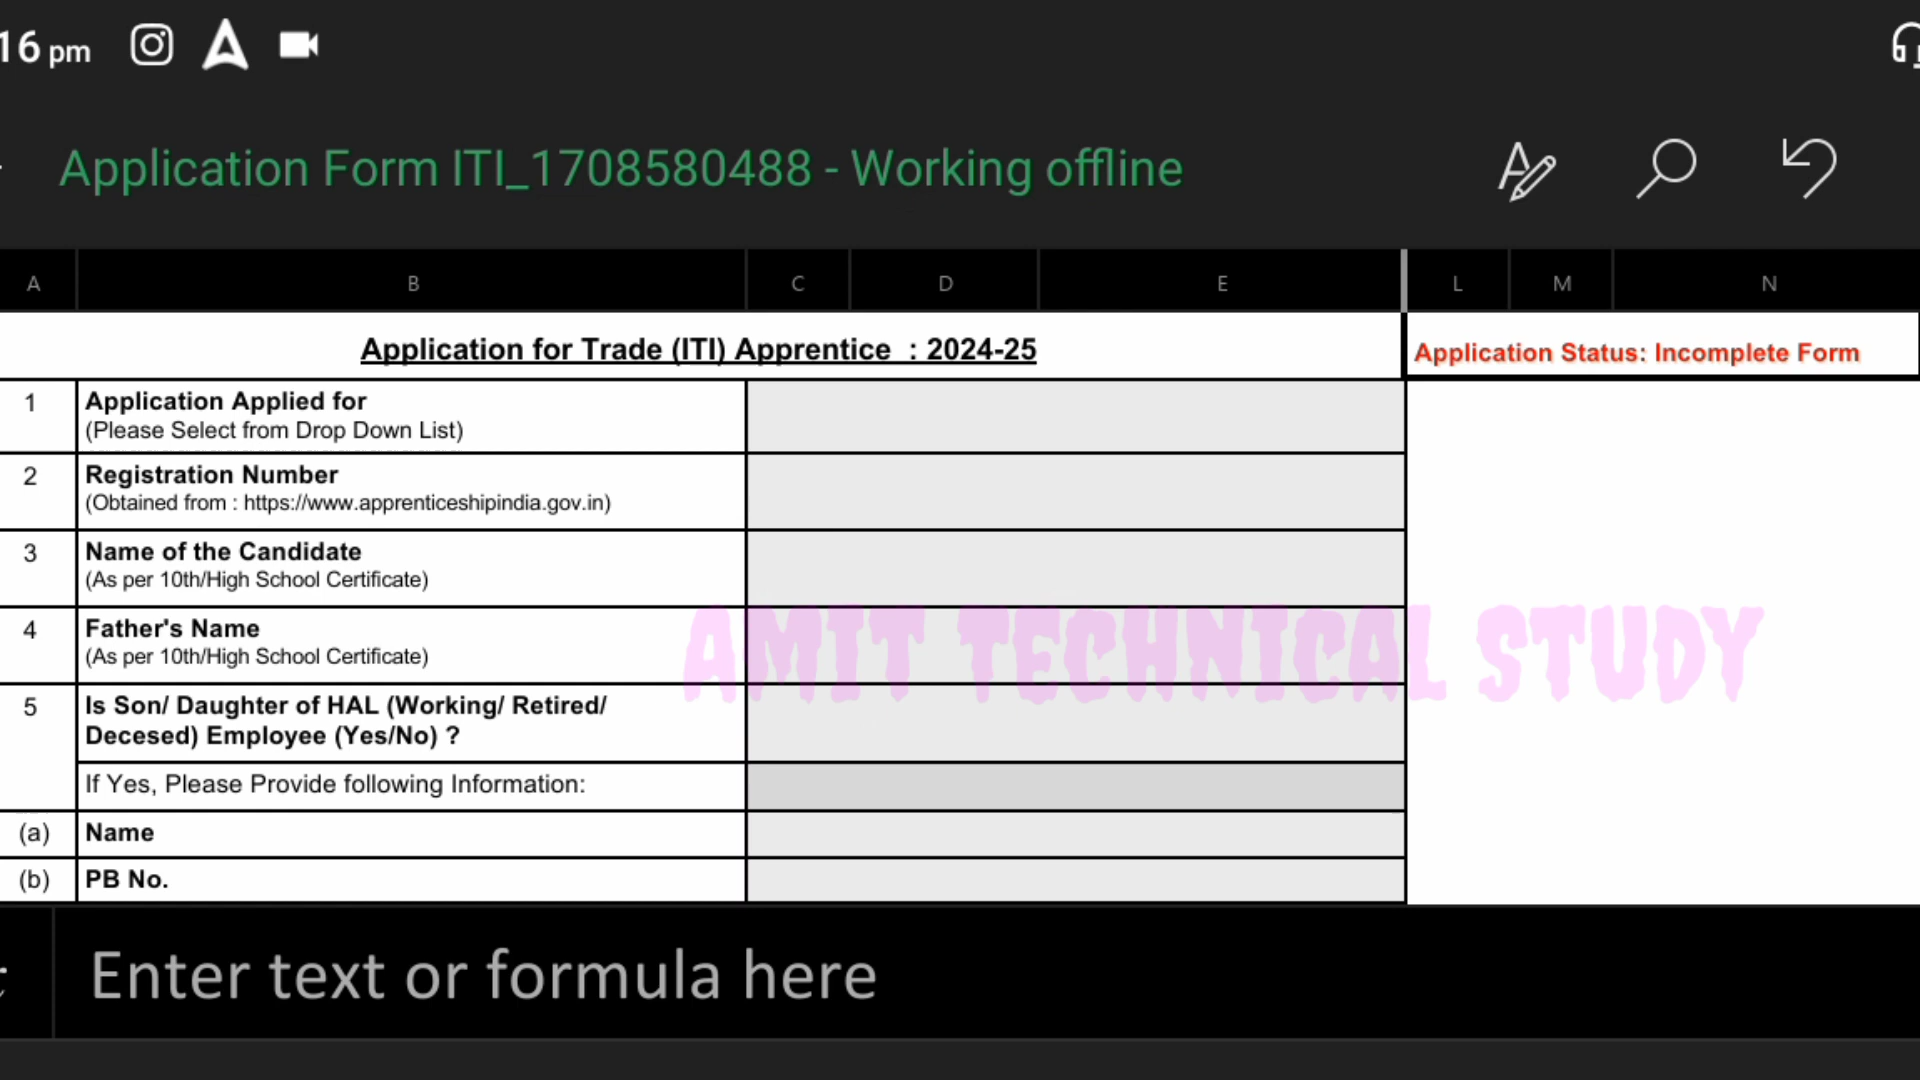 16 pm
Application Form ITI_1708580488 - Working offline
A B C D E L M N
Application for Trade (ITI) Apprentice : 2024-25
Application Status: Incomplete Form
1 Application Applied for
(Please Select from Drop Down List)
2 Registration Number
(Obtained from : https://www.apprenticeshipindia.gov.in)
3 Name of the Candidate
(As per 10th/High School Certificate)
4 Father's Name
(As per 10th/High School Certificate)
AMIT TECHNICAL STUDY
5 Is Son/ Daughter of HAL (Working/ Retired/
Decesed) Employee (Yes/No) ?
If Yes, Please Provide following Information:
(a) Name
(b) PB No.
Enter text or formula here